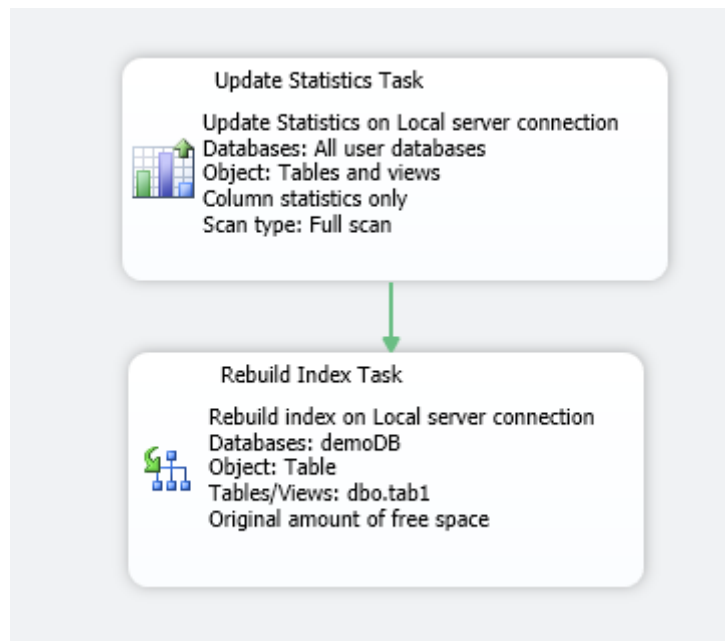 Update Statistics Task
Update Statistics on Local server connection
Databases: All user databases
Object: Tables and views
Column statistics only
Scan type: Full scan
Rebuild Index Task
Rebuild index on Local server connection
Databases: demoDB
Object: Table
Tables/Views: dbo.tab1
Original amount of free space